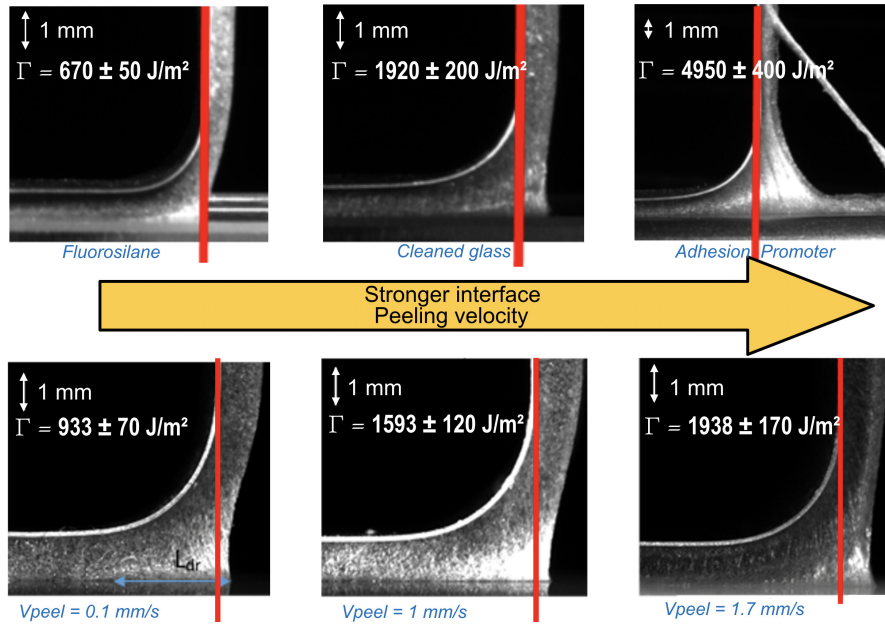 1 mm
Γ = 670 ± 50 J/m²
Fluorosilane
1 mm
Γ = 1920 ± 200 J/m²
Cleaned glass
1 mm
Γ = 4950 ± 400 J/m²
Adhesion Promoter
Stronger interface
Peeling velocity
1 mm
Γ = 933 ± 70 J/m²
Ldr
Vpeel = 0.1 mm/s
1 mm
Γ = 1593 ± 120 J/m²
Vpeel = 1 mm/s
1 mm
Γ = 1938 ± 170 J/m²
Vpeel = 1.7 mm/s